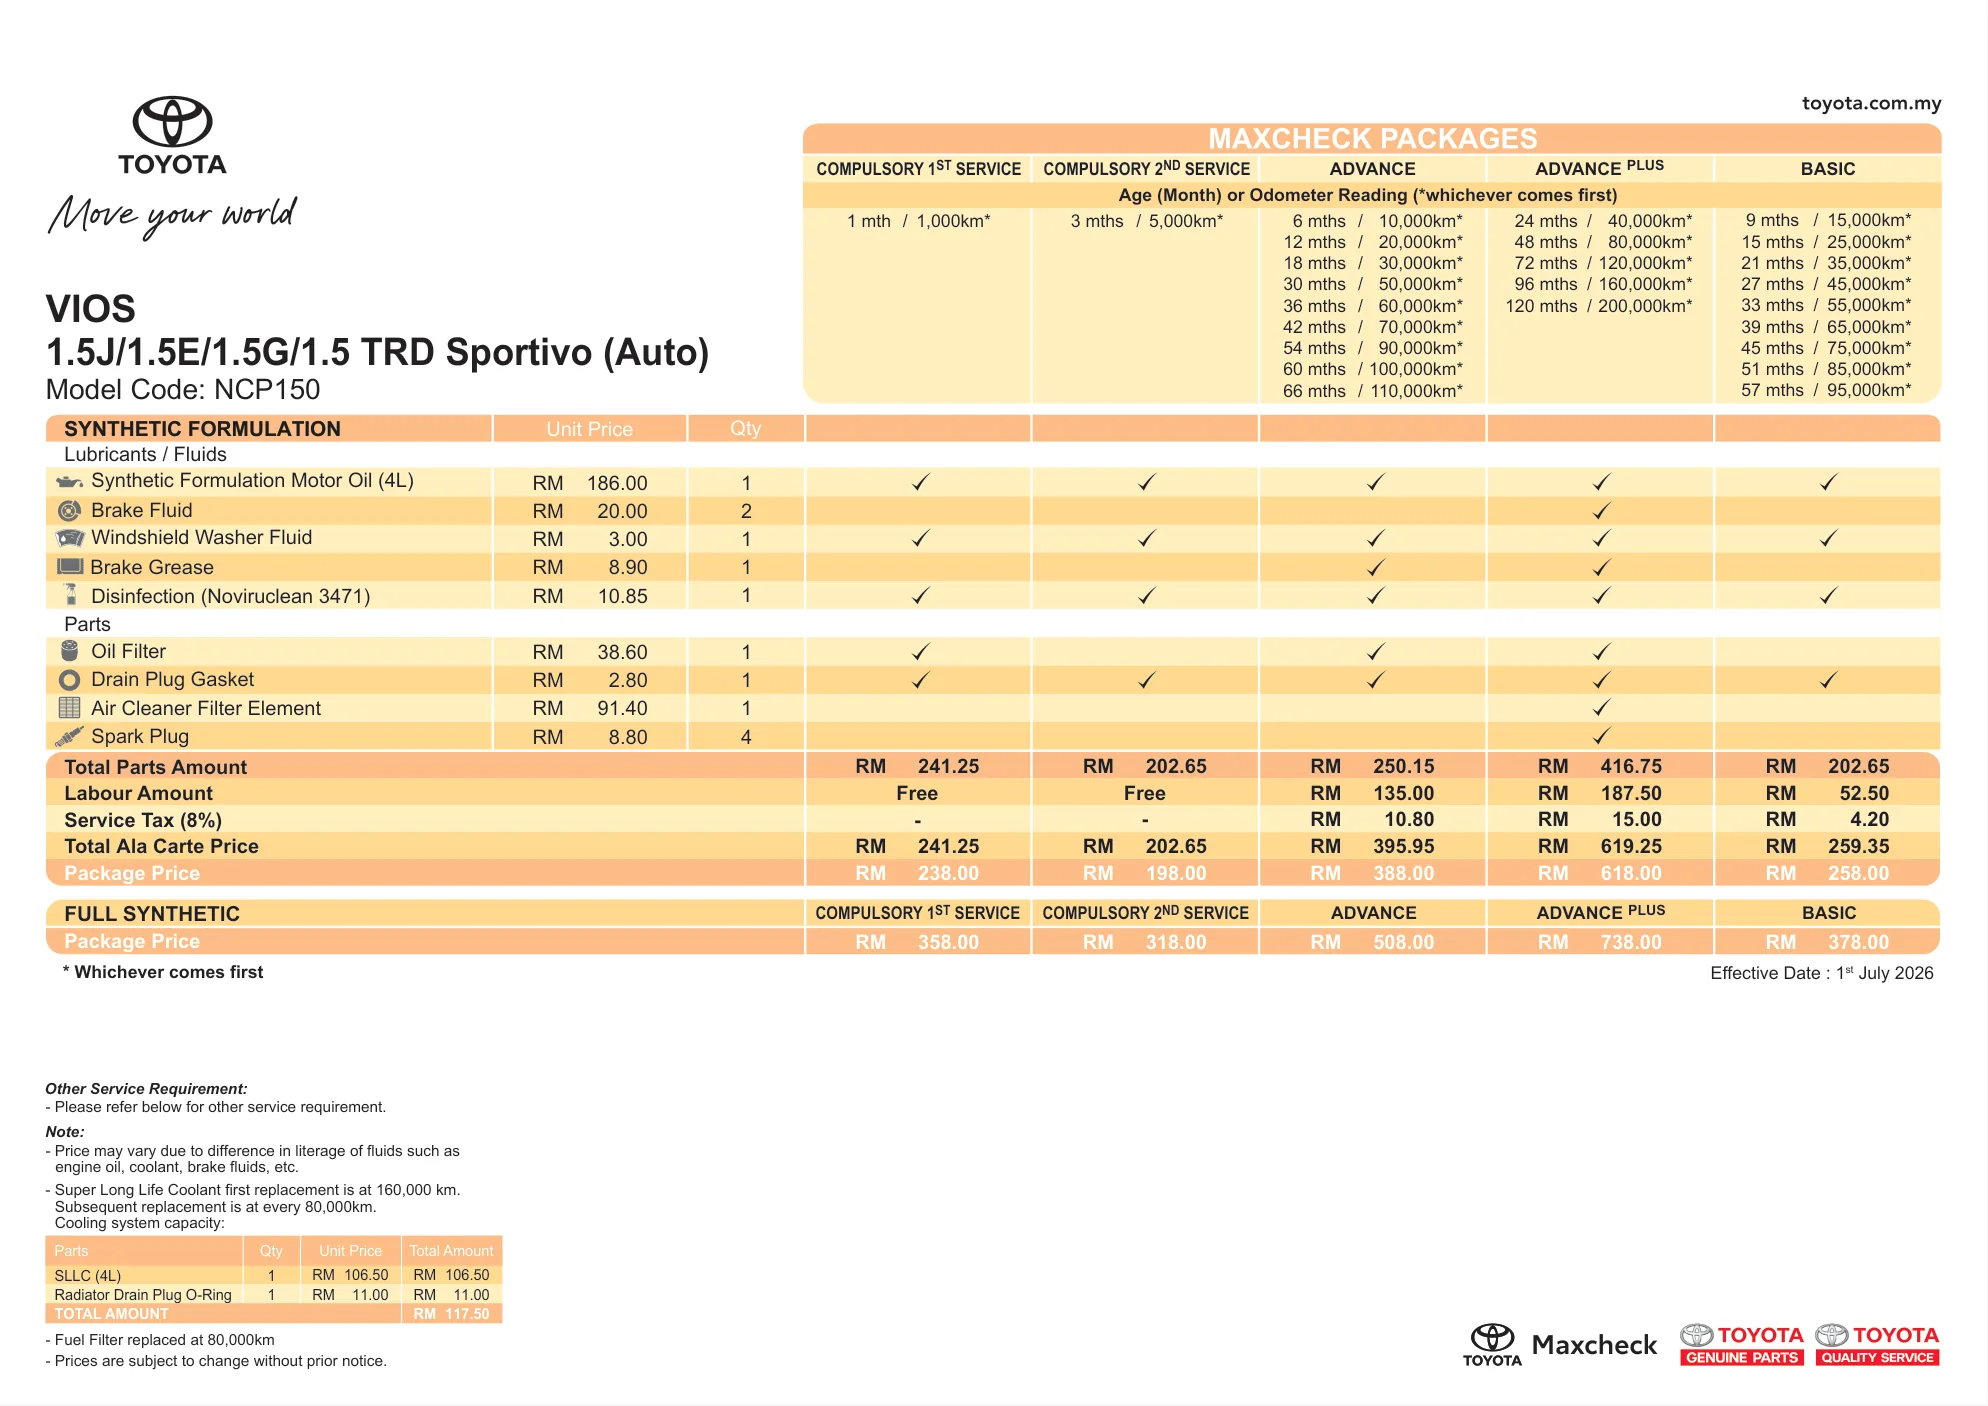 TOYOTA
Move your world
toyota.com.my
VIOS
1.5J/1.5E/1.5G/1.5 TRD Sportivo (Auto)
Model Code: NCP150
MAXCHECK PACKAGES
COMPULSORY 1ST SERVICE COMPULSORY 2ND SERVICE ADVANCE ADVANCE PLUS BASIC
Age (Month) or Odometer Reading (*whichever comes first)
1 mth / 1,000km* 3 mths / 5,000km* 6 mths / 10,000km* 24 mths / 40,000km* 9 mths / 15,000km*
12 mths / 20,000km* 48 mths / 80,000km* 15 mths / 25,000km*
18 mths / 30,000km* 72 mths / 120,000km* 21 mths / 35,000km*
30 mths / 50,000km* 96 mths / 160,000km* 27 mths / 45,000km*
36 mths / 60,000km* 120 mths / 200,000km* 33 mths / 55,000km*
42 mths / 70,000km* 39 mths / 65,000km*
54 mths / 90,000km* 45 mths / 75,000km*
60 mths / 100,000km* 51 mths / 85,000km*
66 mths / 110,000km* 57 mths / 95,000km*
SYNTHETIC FORMULATION Unit Price Qty
Lubricants / Fluids
Synthetic Formulation Motor Oil (4L) RM 186.00 1 ✓ ✓ ✓ ✓ ✓
Brake Fluid RM 20.00 2 ✓
Windshield Washer Fluid RM 3.00 1 ✓ ✓ ✓ ✓ ✓
Brake Grease RM 8.90 1 ✓ ✓
Disinfection (Noviruclean 3471) RM 10.85 1 ✓ ✓ ✓ ✓ ✓
Parts
Oil Filter RM 38.60 1 ✓ ✓ ✓
Drain Plug Gasket RM 2.80 1 ✓ ✓ ✓ ✓ ✓
Air Cleaner Filter Element RM 91.40 1 ✓
Spark Plug RM 8.80 4 ✓
Total Parts Amount RM 241.25 RM 202.65 RM 250.15 RM 416.75 RM 202.65
Labour Amount Free Free RM 135.00 RM 187.50 RM 52.50
Service Tax (8%) - - RM 10.80 RM 15.00 RM 4.20
Total Ala Carte Price RM 241.25 RM 202.65 RM 395.95 RM 619.25 RM 259.35
Package Price RM 238.00 RM 198.00 RM 388.00 RM 618.00 RM 258.00
FULL SYNTHETIC COMPULSORY 1ST SERVICE COMPULSORY 2ND SERVICE ADVANCE ADVANCE PLUS BASIC
Package Price RM 358.00 RM 318.00 RM 508.00 RM 738.00 RM 378.00
* Whichever comes first
Effective Date : 1st July 2026
Other Service Requirement:
- Please refer below for other service requirement.
Note:
- Price may vary due to difference in literage of fluids such as
engine oil, coolant, brake fluids, etc.
- Super Long Life Coolant first replacement is at 160,000 km.
Subsequent replacement is at every 80,000km.
Cooling system capacity:
Parts Qty Unit Price Total Amount
SLLC (4L) 1 RM 106.50 RM 106.50
Radiator Drain Plug O-Ring 1 RM 11.00 RM 11.00
TOTAL AMOUNT RM 117.50
- Fuel Filter replaced at 80,000km
- Prices are subject to change without prior notice.
TOYOTA Maxcheck
TOYOTA
GENUINE PARTS
TOYOTA
QUALITY SERVICE